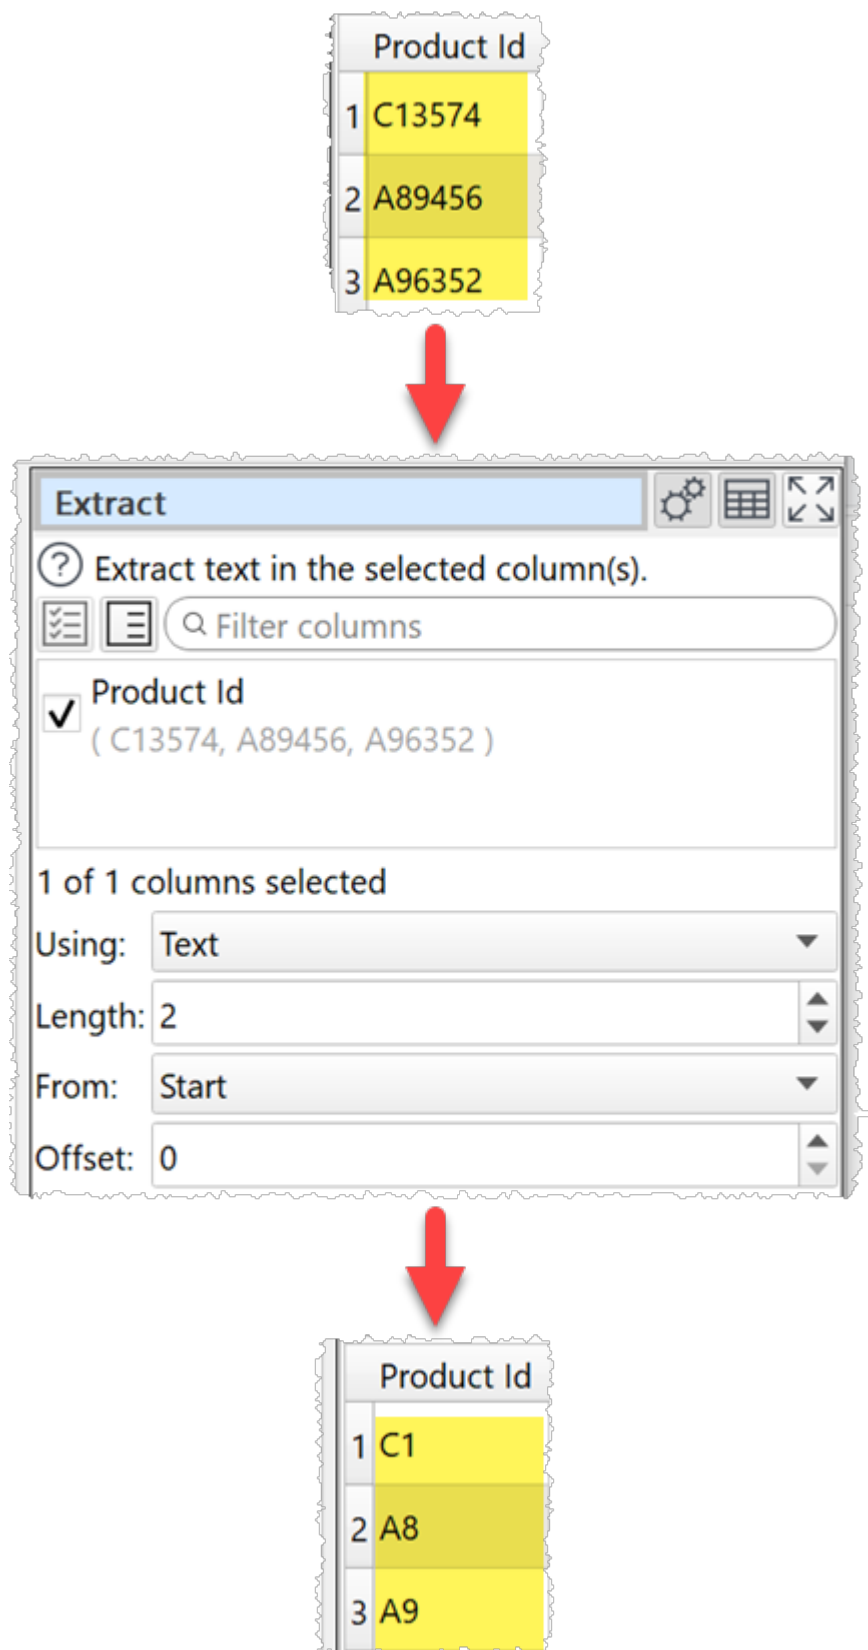 Product Id
1 C13574
2 A89456
3 A96352
Extract
? Extract text in the selected column(s).
Filter columns
Product Id
( C13574, A89456, A96352 )
1 of 1 columns selected
Using: Text
Length: 2
From: Start
Offset: 0
Product Id
1 C1
2 A8
3 A9